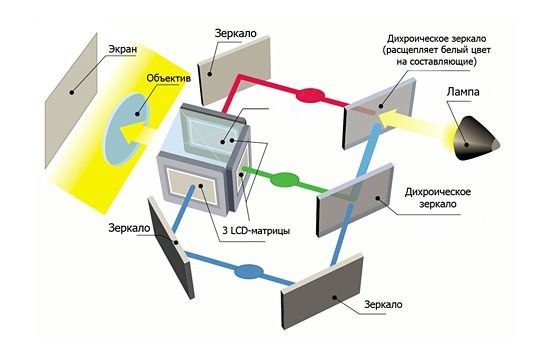 Зеркало
Дихроическое зеркало
(расщепляет белый цвет
на составляющие)
Экран
Объектив
Лампа
Дихроическое
зеркало
Зеркало
3 LCD-матрицы
Зеркало